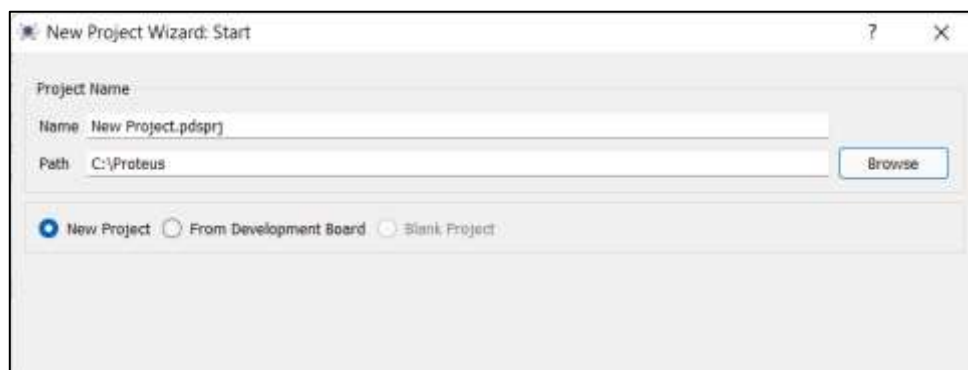 New Project Wizard: Start ?
Project Name
Name New Project.pdsprj
Path C:\Proteus Browse
New Project From Development Board Blank Project